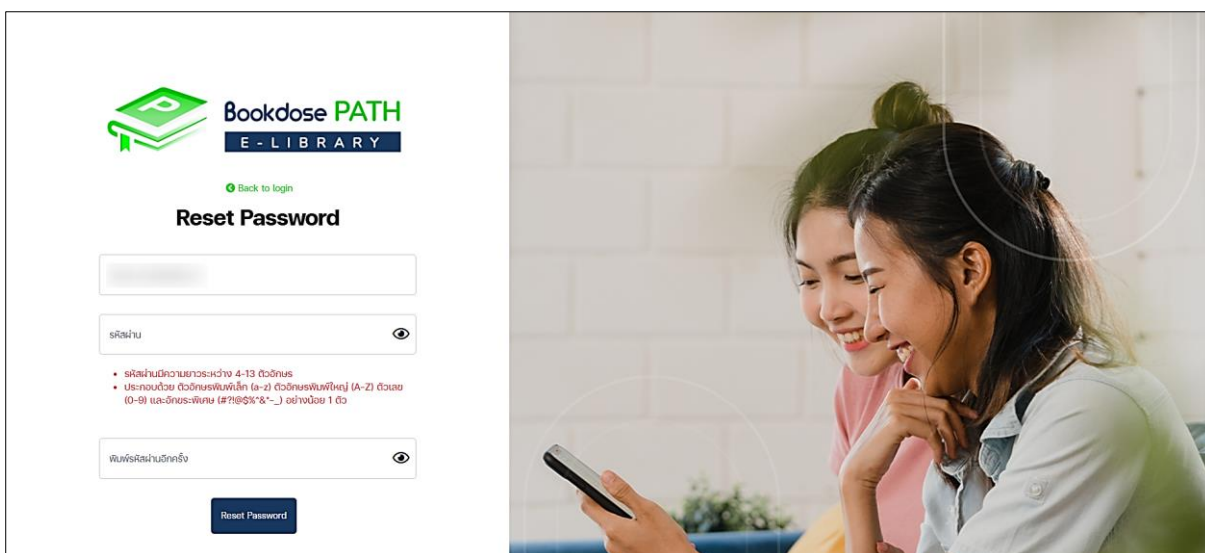 P
Bookdose PATH
E-LIBRARY
Back to login
Reset Password
รหัสผ่าน
รหัสผ่านมีความยาวระหว่าง 4-13 ตัวอักษร
ประกอบด้วย ตัวอักษรพิมพ์เล็ก (a-z) ตัวอักษรพิมพ์ใหญ่ (A-Z) ตัวเลข
(0-9) และอักขระพิเศษ (#?!@$%^&*-_) อย่างน้อย 1 ตัว
พิมพ์รหัสผ่านอีกครั้ง
Reset Password